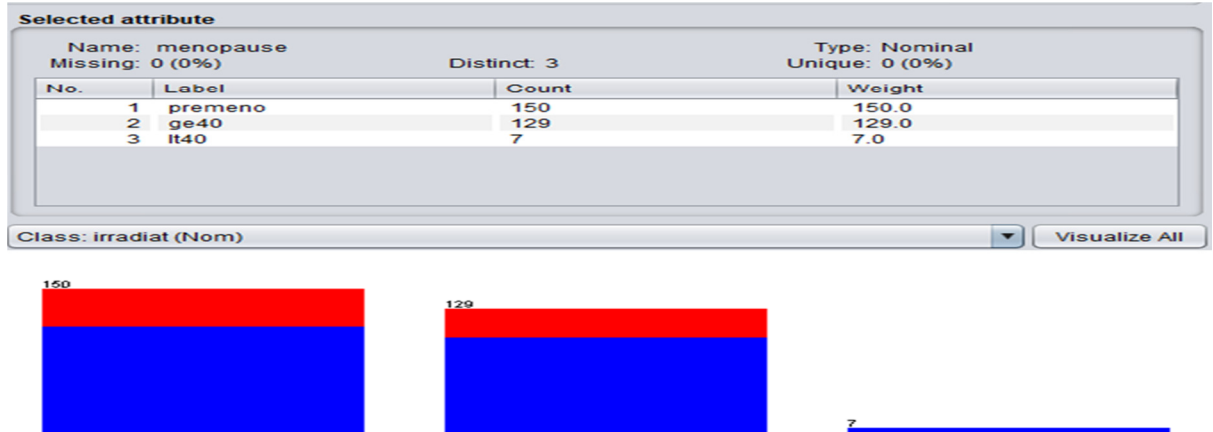 Selected attribute
Name: menopause Type: Nominal
Missing: 0 (0%) Distinct: 3 Unique: 0 (0%)
No. Label Count Weight
1 premeno 150 150.0
2 ge40 129 129.0
3 lt40 7 7.0
Class: irradiat (Nom) Visualize All
150
129
7